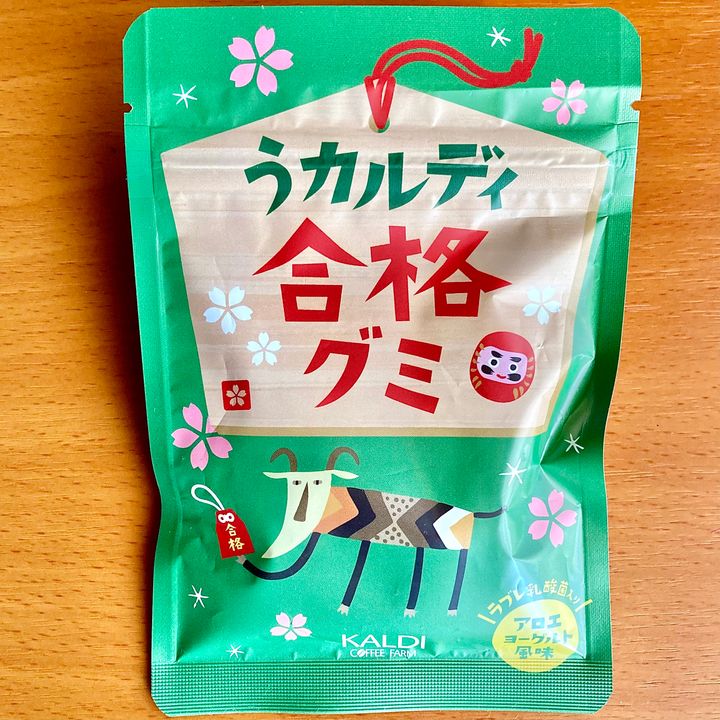 うカルディ
合格
グミ
合格
KALDI
COFFEE FARM
ラブレ乳酸菌入り
アロエ
ヨーグルト
風味